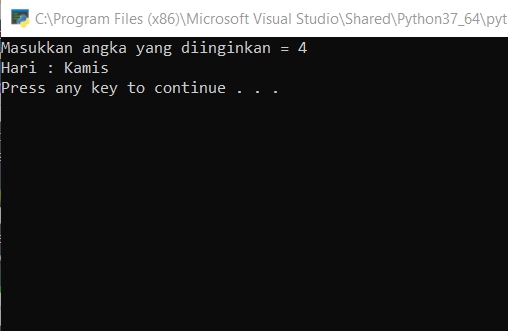 C:\Program Files (x86)\Microsoft Visual Studio\Shared\Python37_64\pyt
Masukkan angka yang diinginkan = 4
Hari : Kamis
Press any key to continue . . .